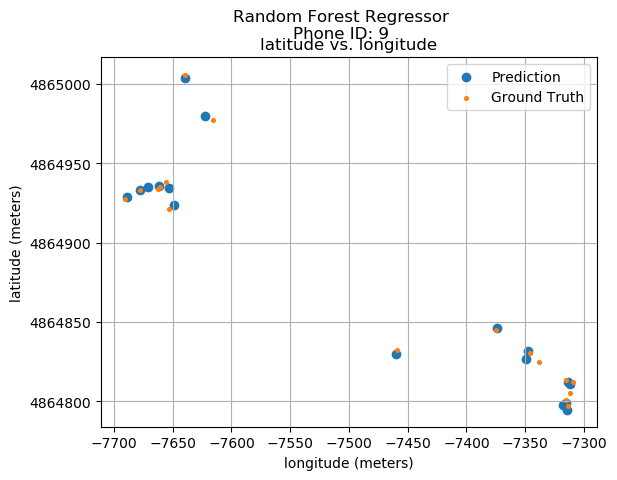 Random Forest Regressor
Phone ID: 9
latitude vs. longitude
Prediction
Ground Truth
4865000
4864950
4864900
4864850
4864800
latitude (meters)
−7700 −7650 −7600 −7550 −7500 −7450 −7400 −7350 −7300
longitude (meters)